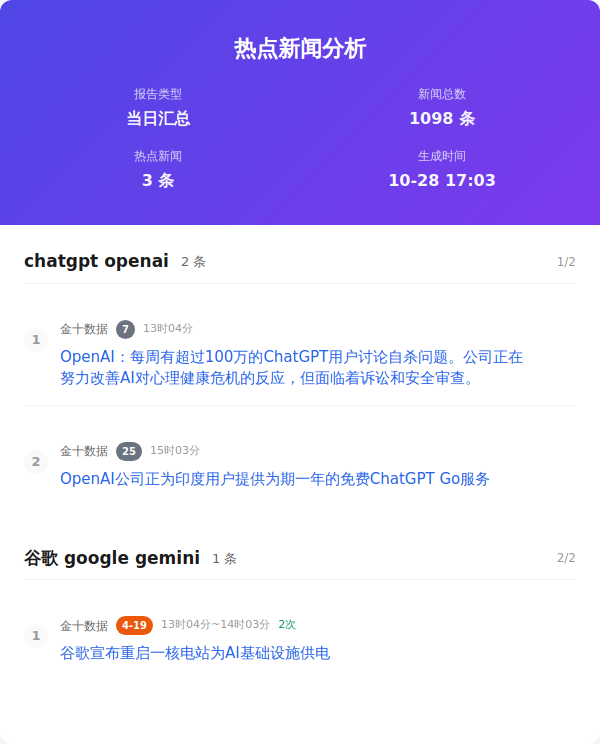 热点新闻分析
报告类型
新闻总数
当日汇总
1098 条
热点新闻
生成时间
3 条
10-28 17:03
chatgpt openai 2 条 1/2
1 金十数据 7 13时04分
OpenAI：每周有超过100万的ChatGPT用户讨论自杀问题。公司正在
努力改善AI对心理健康危机的反应，但面临着诉讼和安全审查。
2 金十数据 25 15时03分
OpenAI公司正为印度用户提供为期一年的免费ChatGPT Go服务
谷歌 google gemini 1 条 2/2
1 金十数据 4-19 13时04分~14时03分 2次
谷歌宣布重启一核电站为AI基础设施供电